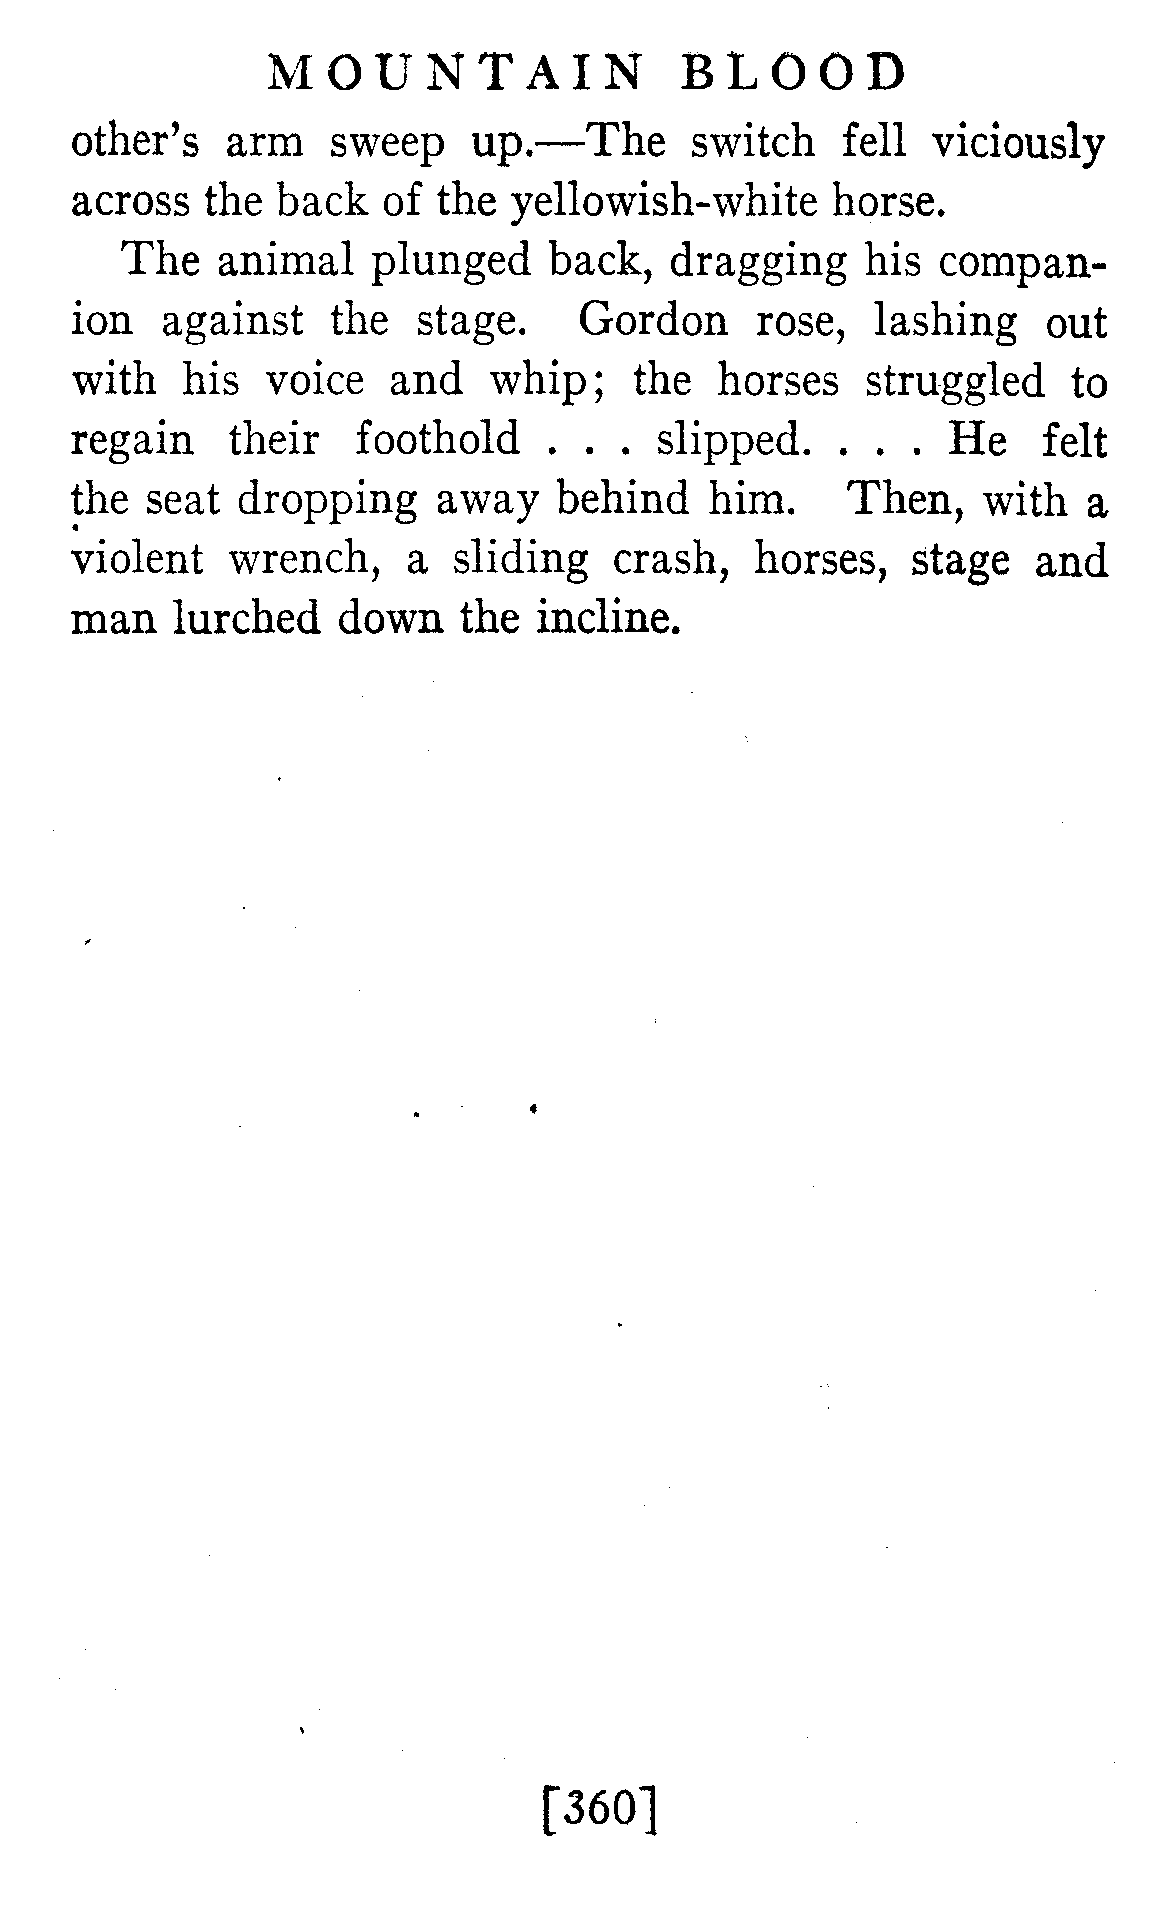 MOUNTAIN BLOOD
other's arm sweep up.—The switch fell viciously
across the back of the yellowish-white horse.
The animal plunged back, dragging his compan-
ion against the stage. Gordon rose, lashing out
with his voice and whip; the horses struggled to
regain their foothold . . . slipped. . . . He felt
the seat dropping away behind him. Then, with a
violent wrench, a sliding crash, horses, stage and
man lurched down the incline.
[360]